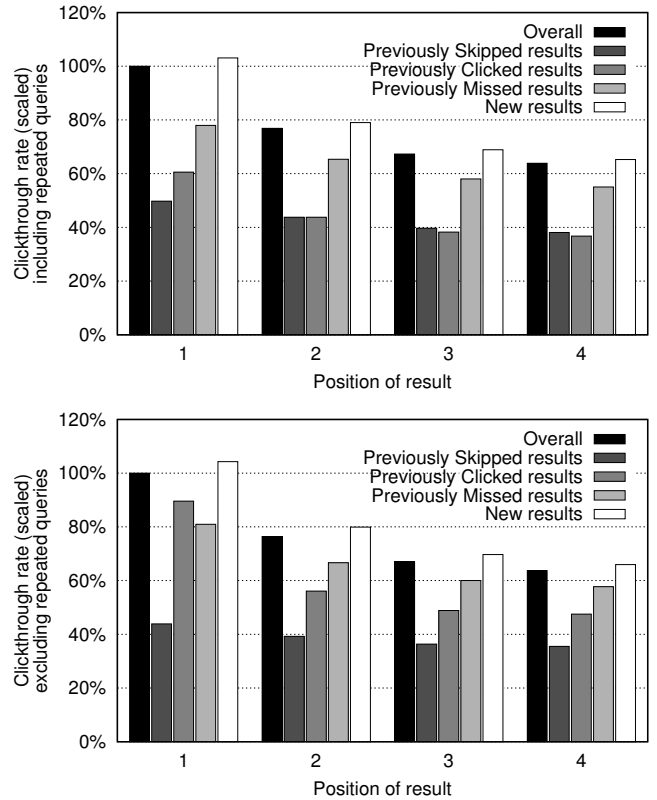 Clickthrough rate (scaled)
including repeated queries
120%
100%
80%
60%
40%
20%
0%
Overall
Previously Skipped results
Previously Clicked results
Previously Missed results
New results
1 2 3 4
Position of result
Clickthrough rate (scaled)
excluding repeated queries
120%
100%
80%
60%
40%
20%
0%
Overall
Previously Skipped results
Previously Clicked results
Previously Missed results
New results
1 2 3 4
Position of result